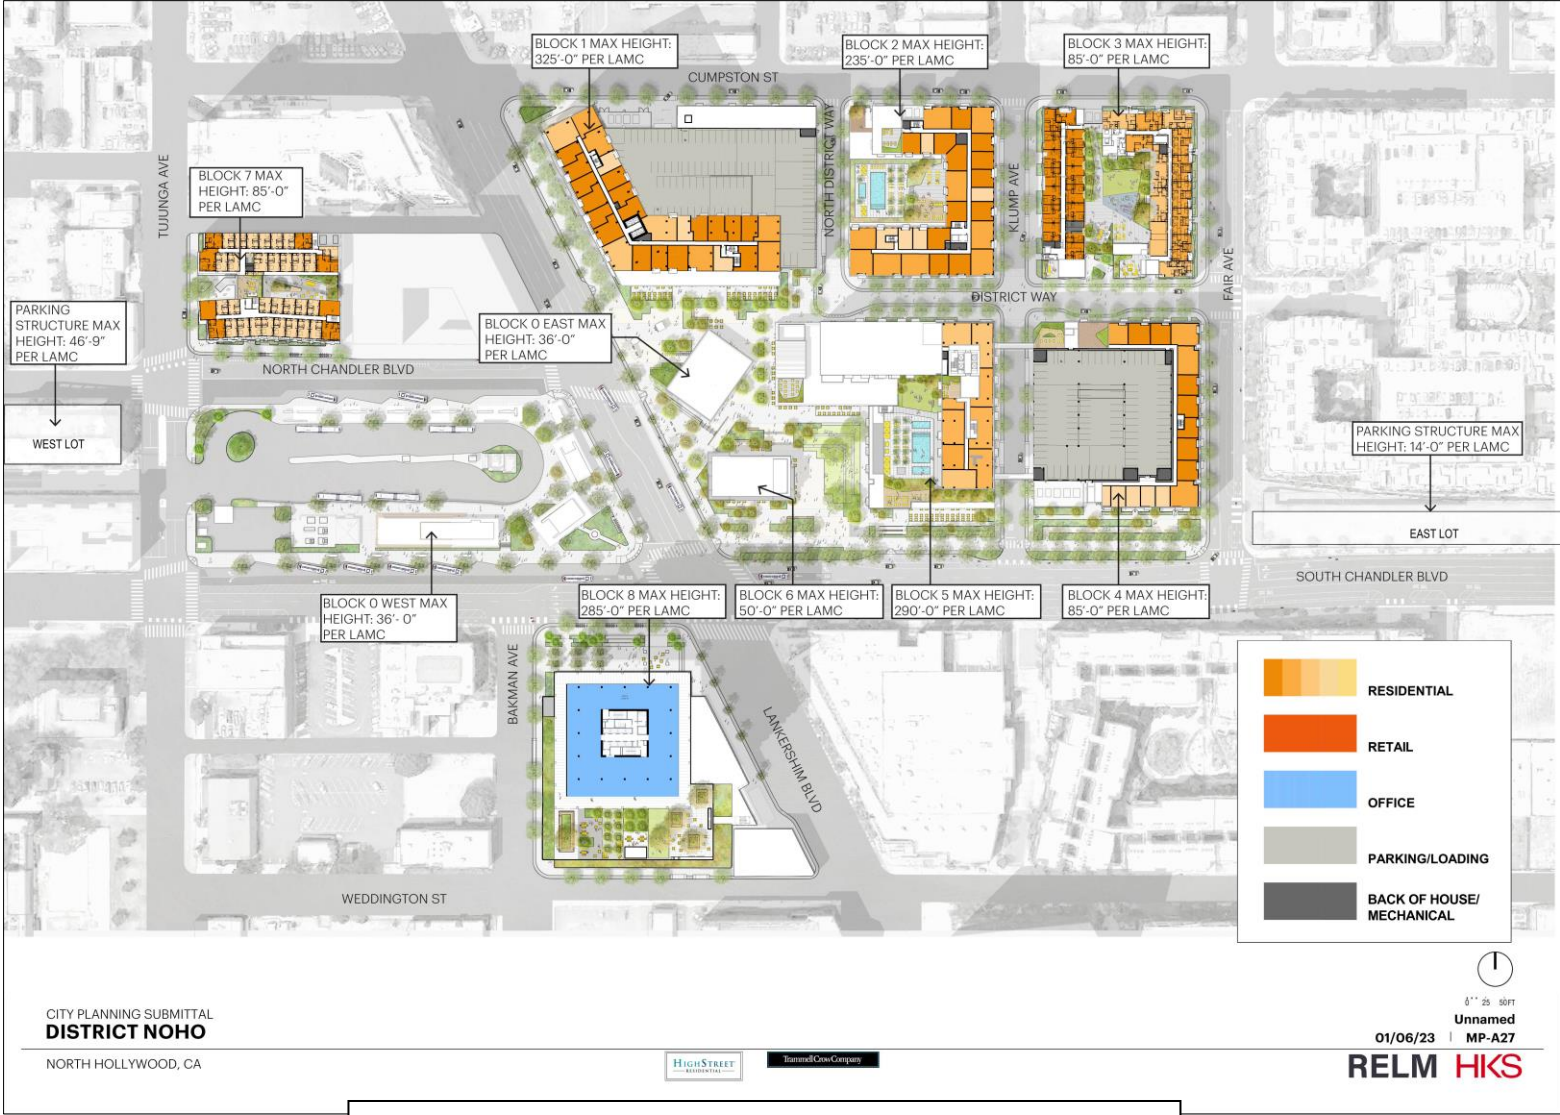 BLOCK 1 MAX HEIGHT:
325'-0" PER LAMC
BLOCK 2 MAX HEIGHT:
235'-0" PER LAMC
BLOCK 3 MAX HEIGHT:
85'-0" PER LAMC
CUMPSTON ST
TUJUNGA AVE
BLOCK 7 MAX
HEIGHT: 85'-0"
PER LAMC
NORTH DISTRICT WAY
KLUMP AVE
FAIR AVE
DISTRICT WAY
PARKING
STRUCTURE MAX
HEIGHT: 46'-9"
PER LAMC
BLOCK 0 EAST MAX
HEIGHT: 36'-0"
PER LAMC
NORTH CHANDLER BLVD
WEST LOT
PARKING STRUCTURE MAX
HEIGHT: 14'-0" PER LAMC
EAST LOT
SOUTH CHANDLER BLVD
BLOCK 0 WEST MAX
HEIGHT: 36'- 0"
PER LAMC
BLOCK 8 MAX HEIGHT:
285'-0" PER LAMC
BLOCK 6 MAX HEIGHT:
50'-0" PER LAMC
BLOCK 5 MAX HEIGHT:
290'-0" PER LAMC
BLOCK 4 MAX HEIGHT:
85'-0" PER LAMC
BAKMAN AVE
LANKERSHIM BLVD
WEDDINGTON ST
RESIDENTIAL
RETAIL
OFFICE
PARKING/LOADING
BACK OF HOUSE/
MECHANICAL
25 50FT
CITY PLANNING SUBMITTAL
DISTRICT NOHO
NORTH HOLLYWOOD, CA
HIGHSTREET
RESIDENTIAL
TrammellCrowCompany
Unnamed
01/06/23 | MP-A27
RELM HKS